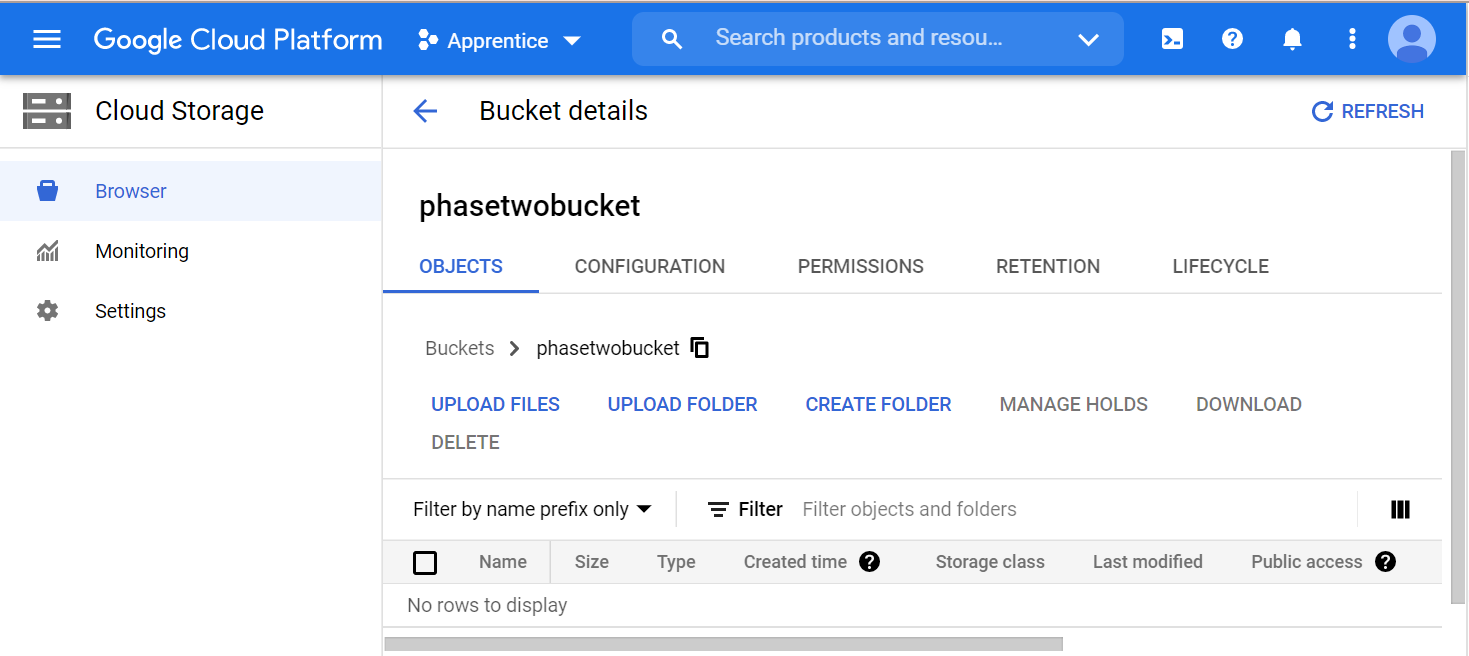 Google Cloud Platform Apprentice Search products and resou...
Cloud Storage
Bucket details
REFRESH
Browser
Monitoring
Settings
phasetwobucket
OBJECTS CONFIGURATION PERMISSIONS RETENTION LIFECYCLE
Buckets phasetwobucket
UPLOAD FILES UPLOAD FOLDER CREATE FOLDER MANAGE HOLDS DOWNLOAD
DELETE
Filter by name prefix only Filter Filter objects and folders
Name Size Type Created time Storage class Last modified Public access
No rows to display